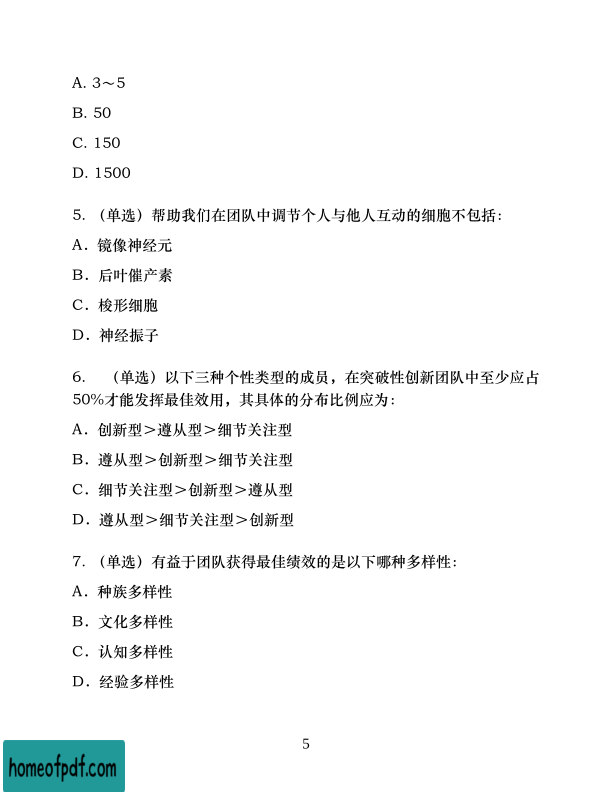 A. 3～5
B. 50
C. 150
D. 1500
5. （单选）帮助我们在团队中调节个人与他人互动的细胞不包括：
A．镜像神经元
B．后叶催产素
C．梭形细胞
D．神经振子
6. （单选）以下三种个性类型的成员，在突破性创新团队中至少应占
50%才能发挥最佳效用，其具体的分布比例应为：
A．创新型＞遵从型＞细节关注型
B．遵从型＞创新型＞细节关注型
C．细节关注型＞创新型＞遵从型
D．遵从型＞细节关注型＞创新型
7. （单选）有益于团队获得最佳绩效的是以下哪种多样性：
A．种族多样性
B．文化多样性
C．认知多样性
D．经验多样性
5
homeofpdf.com